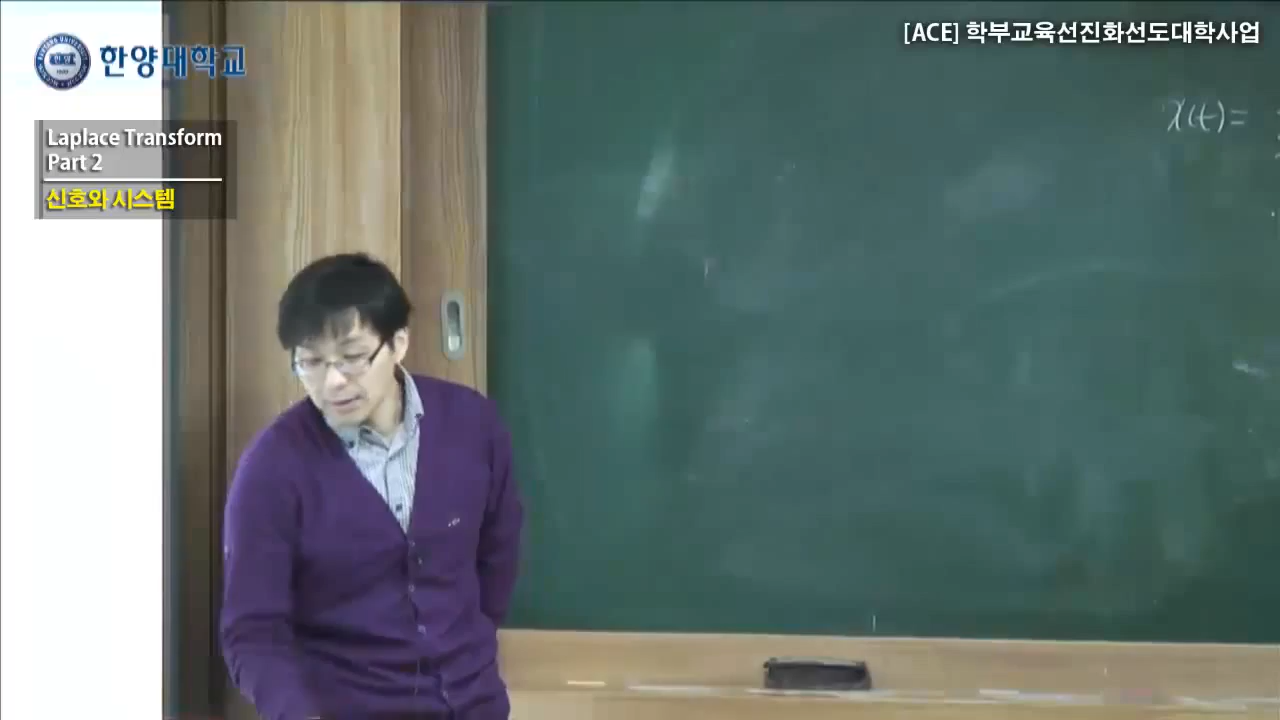 한양대학교
[ACE] 학부교육선진화선도대학사업
Laplace Transform
Part 2
신호와 시스템
x(t)=